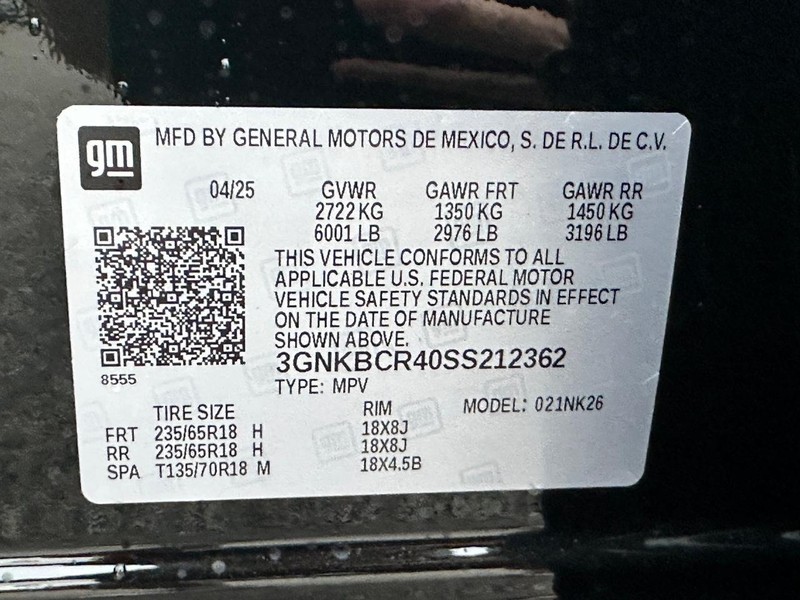 gm MFD BY GENERAL MOTORS DE MEXICO, S. DE R.L. DE C.V.
04/25 GVWR GAWR FRT GAWR RR
2722 KG 1350 KG 1450 KG
6001 LB 2976 LB 3196 LB
THIS VEHICLE CONFORMS TO ALL
APPLICABLE U.S. FEDERAL MOTOR
VEHICLE SAFETY STANDARDS IN EFFECT
ON THE DATE OF MANUFACTURE
SHOWN ABOVE.
3GNKBCR40SS212362
8555
TYPE: MPV
TIRE SIZE RIM MODEL: 021NK26
FRT 235/65R18 H 18X8J
RR 235/65R18 H 18X8J
SPA T135/70R18 M 18X4.5B